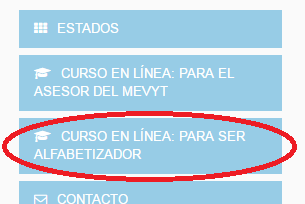 ESTADOS
CURSO EN LÍNEA: PARA EL
ASESOR DEL MEVYT
CURSO EN LÍNEA: PARA SER
ALFABETIZADOR
CONTACTO